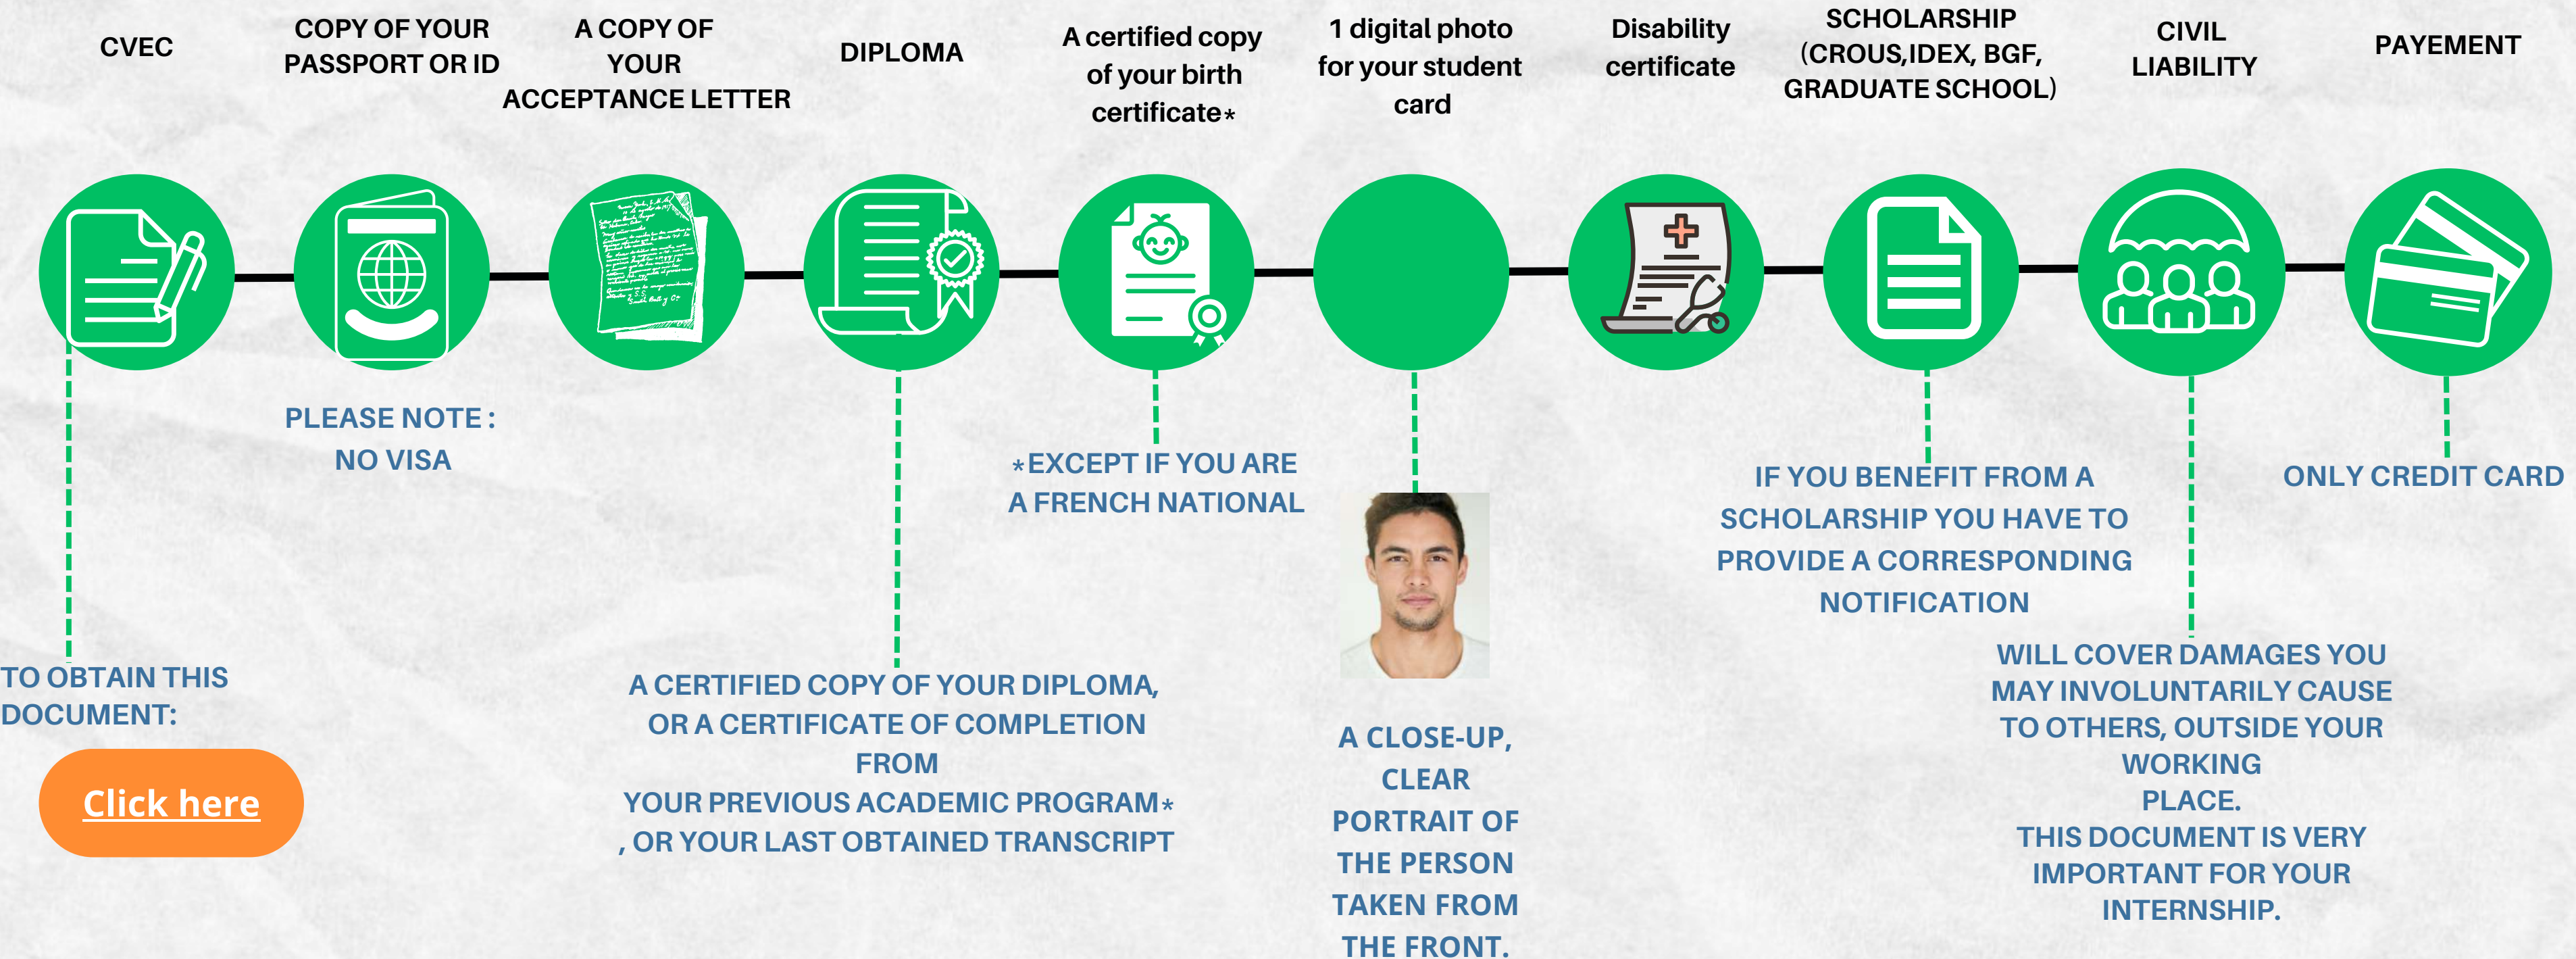 CVEC
COPY OF YOUR
PASSPORT OR ID
A COPY OF
YOUR
ACCEPTANCE LETTER
DIPLOMA
A certified copy
of your birth
certificate*
1 digital photo
for your student
card
Disability
certificate
SCHOLARSHIP
(CROUS,IDEX, BGF,
GRADUATE SCHOOL)
CIVIL
LIABILITY
PAYEMENT
TO OBTAIN THIS
DOCUMENT:
Click here
PLEASE NOTE :
NO VISA
A CERTIFIED COPY OF YOUR DIPLOMA,
OR A CERTIFICATE OF COMPLETION
FROM
YOUR PREVIOUS ACADEMIC PROGRAM*
, OR YOUR LAST OBTAINED TRANSCRIPT
*EXCEPT IF YOU ARE
A FRENCH NATIONAL
A CLOSE-UP,
CLEAR
PORTRAIT OF
THE PERSON
TAKEN FROM
THE FRONT.
IF YOU BENEFIT FROM A
SCHOLARSHIP YOU HAVE TO
PROVIDE A CORRESPONDING
NOTIFICATION
WILL COVER DAMAGES YOU
MAY INVOLUNTARILY CAUSE
TO OTHERS, OUTSIDE YOUR
WORKING
PLACE.
THIS DOCUMENT IS VERY
IMPORTANT FOR YOUR
INTERNSHIP.
ONLY CREDIT CARD